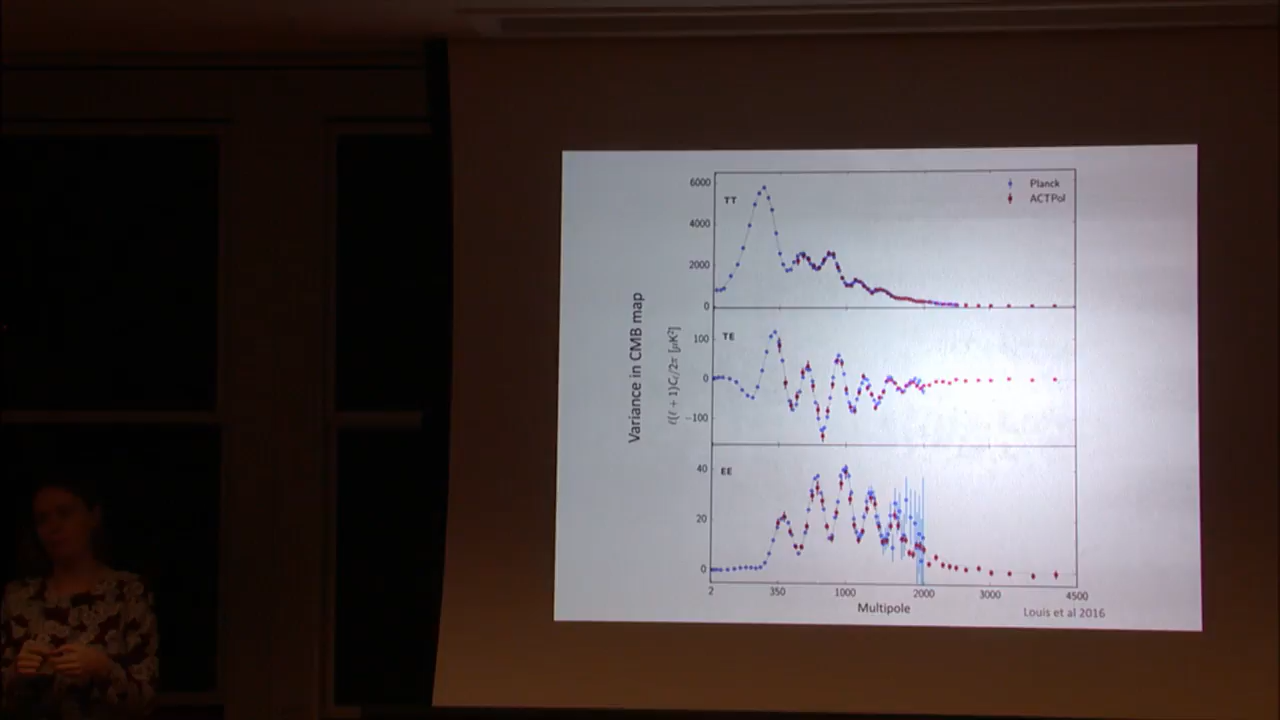 Variance in CMB map
ℓ(ℓ + 1)Cℓ/2π [μK²]
6000
4000
2000
0
TT
Planck
ACTPol
100
0
−100
TE
40
20
0
EE
2
350
1000
2000
3000
4500
Multipole
Louis et al 2016